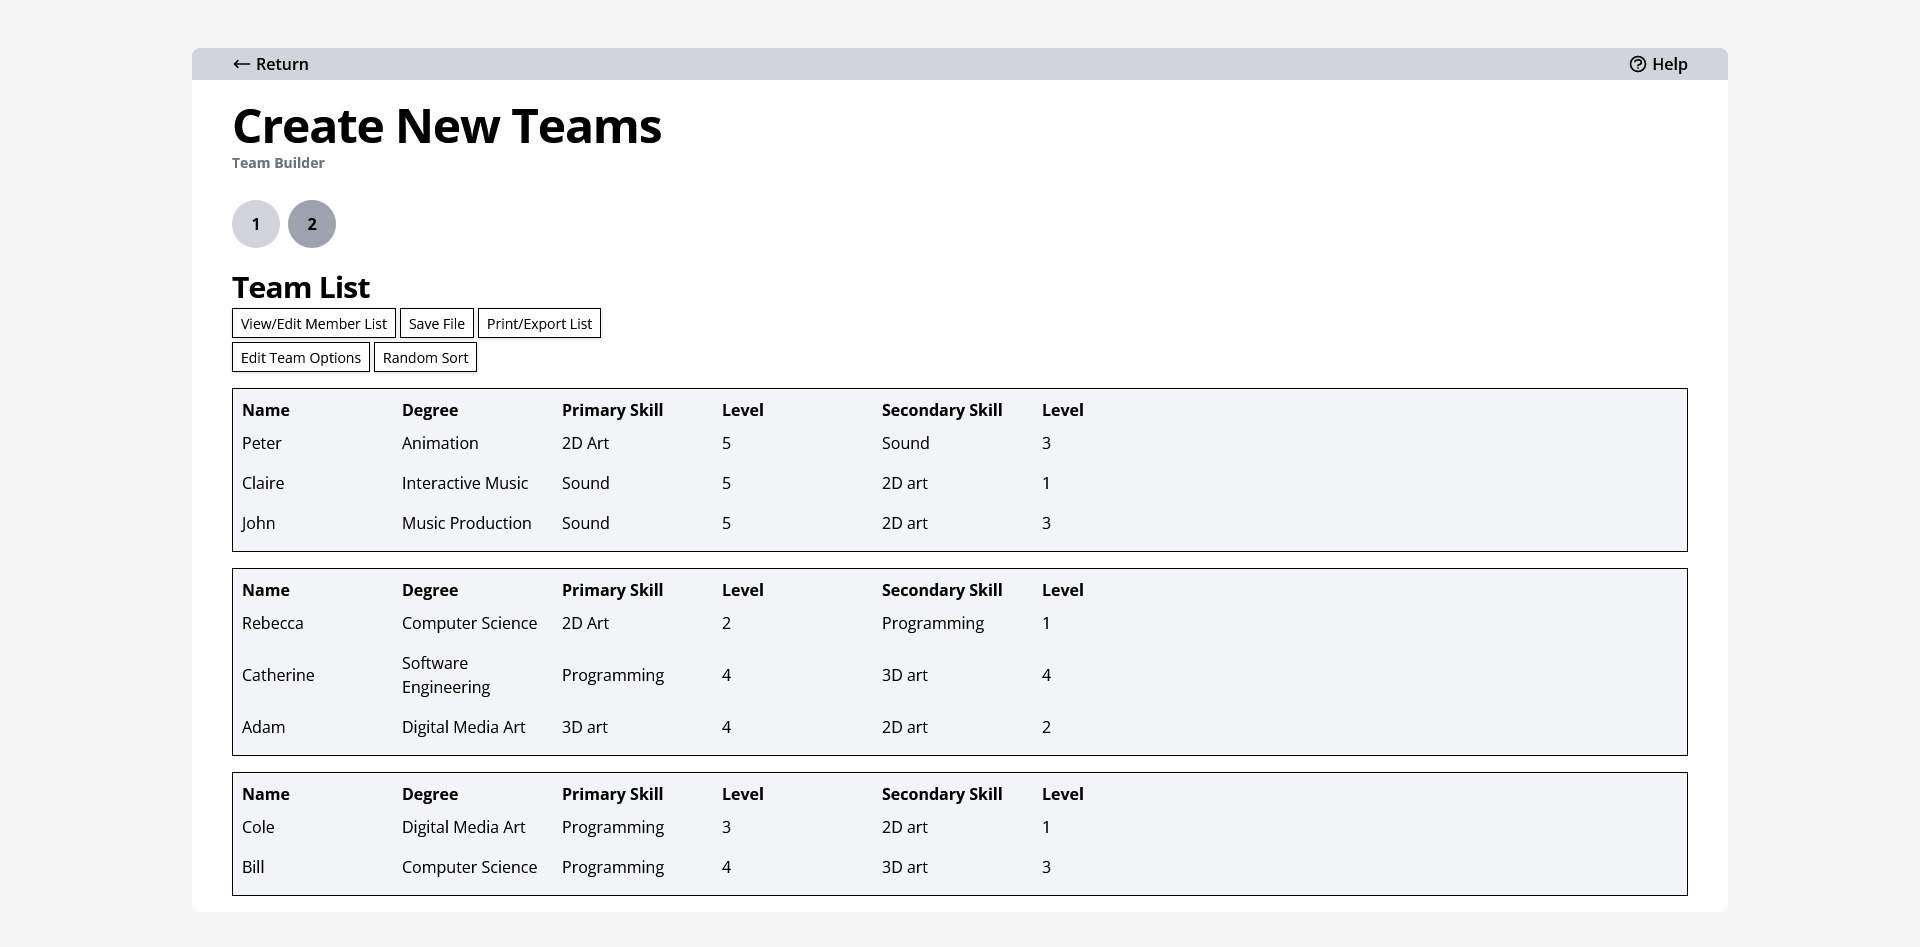 Return Help
Create New Teams
Team Builder
1 2
Team List
View/Edit Member List Save File Print/Export List
Edit Team Options Random Sort
Name Degree Primary Skill Level Secondary Skill Level
Peter Animation 2D Art 5 Sound 3
Claire Interactive Music Sound 5 2D art 1
John Music Production Sound 5 2D art 3
Name Degree Primary Skill Level Secondary Skill Level
Rebecca Computer Science 2D Art 2 Programming 1
Catherine Software Engineering Programming 4 3D art 4
Adam Digital Media Art 3D art 4 2D art 2
Name Degree Primary Skill Level Secondary Skill Level
Cole Digital Media Art Programming 3 2D art 1
Bill Computer Science Programming 4 3D art 3